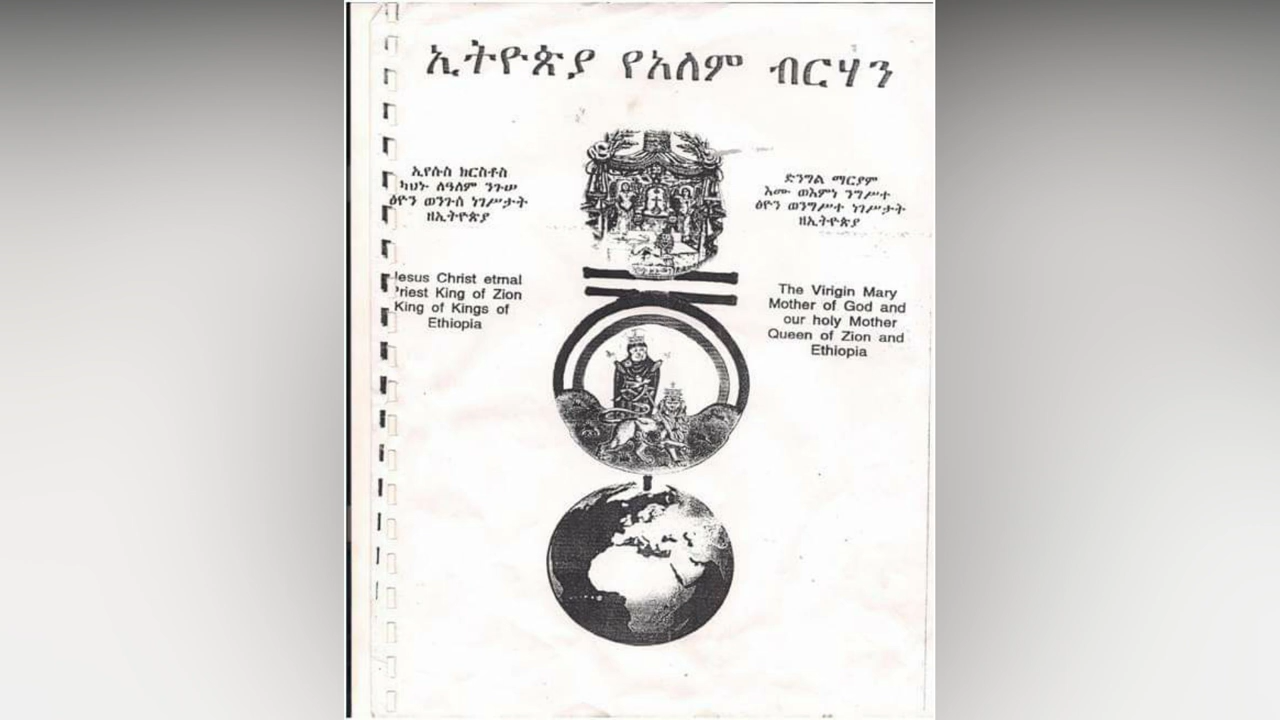 ኢትዮጵያ የአለም ብርሃን
ኢየሱስ ክርስቶስ
ካህኑ ለዓለም ንጉሠ
ፅዮን ወንጉሰ ነገሥታት
ዘኢትዮጵያ
Jesus Christ etrnal
Priest King of Zion
King of Kings of
Ethiopia
ድንግል ማርያም
እሙ ወእምነ ንግሥተ
ፅዮን ወንግሥተ ነገሥታት
ዘኢትዮጵያ
The Virigin Mary
Mother of God and
our holy Mother
Queen of Zion and
Ethiopia